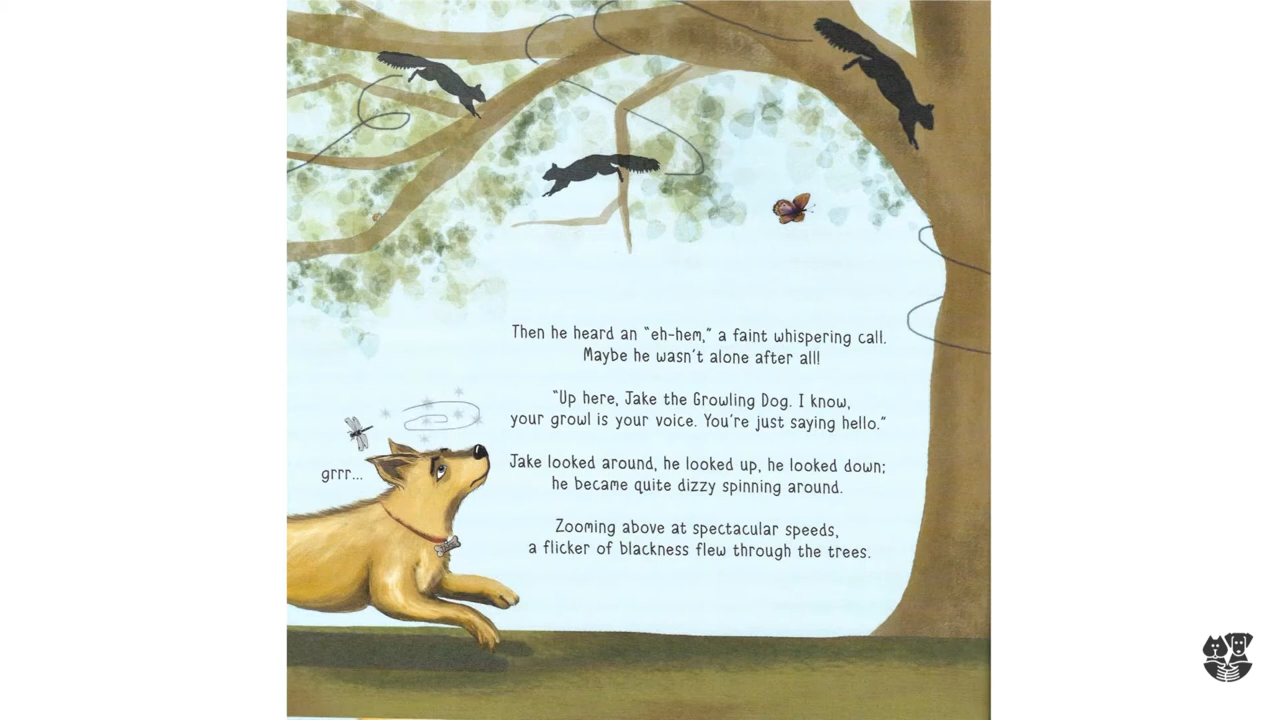 Then he heard an "eh-hem," a faint whispering call.
Maybe he wasn't alone after all!
"Up here, Jake the Growling Dog. I know,
your growl is your voice. You're just saying hello."
grrr...
Jake looked around, he looked up, he looked down;
he became quite dizzy spinning around.
Zooming above at spectacular speeds,
a flicker of blackness flew through the trees.